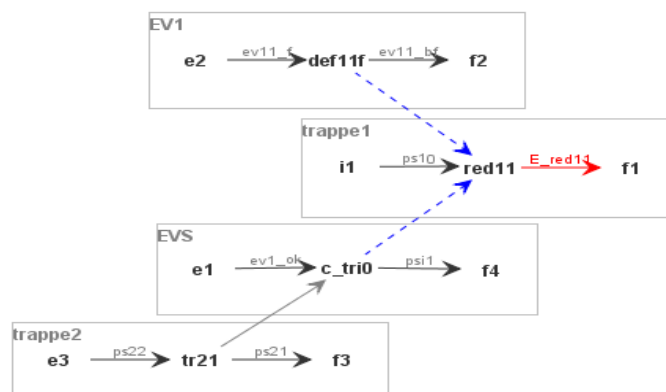 EV1
e2 ev11_f def11f ev11_bf f2
trappe1
i1 ps10 red11 E_red11 f1
EVS
e1 ev1_ok c_tri0 psi1 f4
trappe2
e3 ps22 tr21 ps21 f3